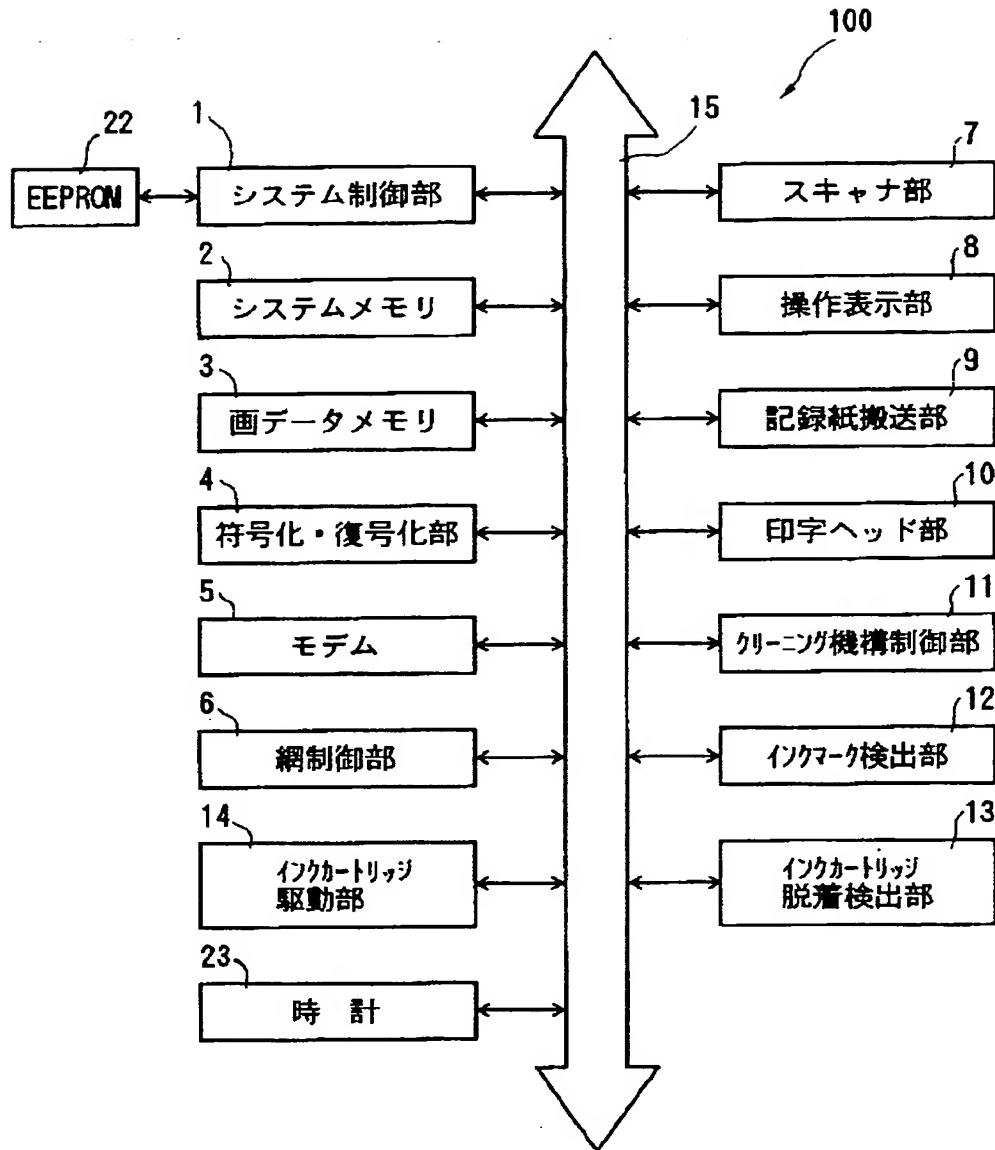 100
15
22
EEPROM
1
システム制御部
2
システムメモリ
3
画データメモリ
4
符号化・復号化部
5
モデム
6
網制御部
14
インクカートリッジ
駆動部
23
時 計
7
スキャナ部
8
操作表示部
9
記録紙搬送部
10
印字ヘッド部
11
クリーニング機構制御部
12
インクマーク検出部
13
インクカートリッジ
脱着検出部